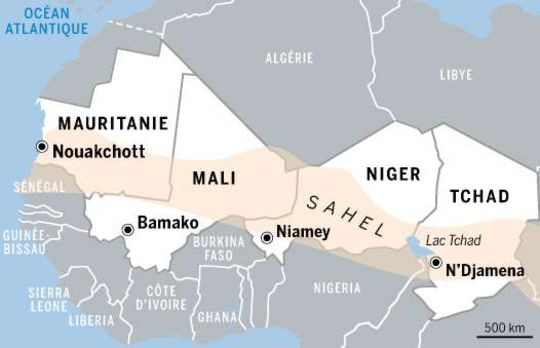 OCÉAN
ATLANTIQUE
ALGÉRIE
LIBYE
MAURITANIE
Nouakchott
MALI
NIGER
TCHAD
SÉNÉGAL
SAHEL
Bamako
Niamey
Lac Tchad
GUINÉE-
BISSAU
BURKINA
FASO
N'Djamena
SIERRA
LEONE
CÔTE
D'IVOIRE
NIGERIA
LIBERIA
GHANA
500 km